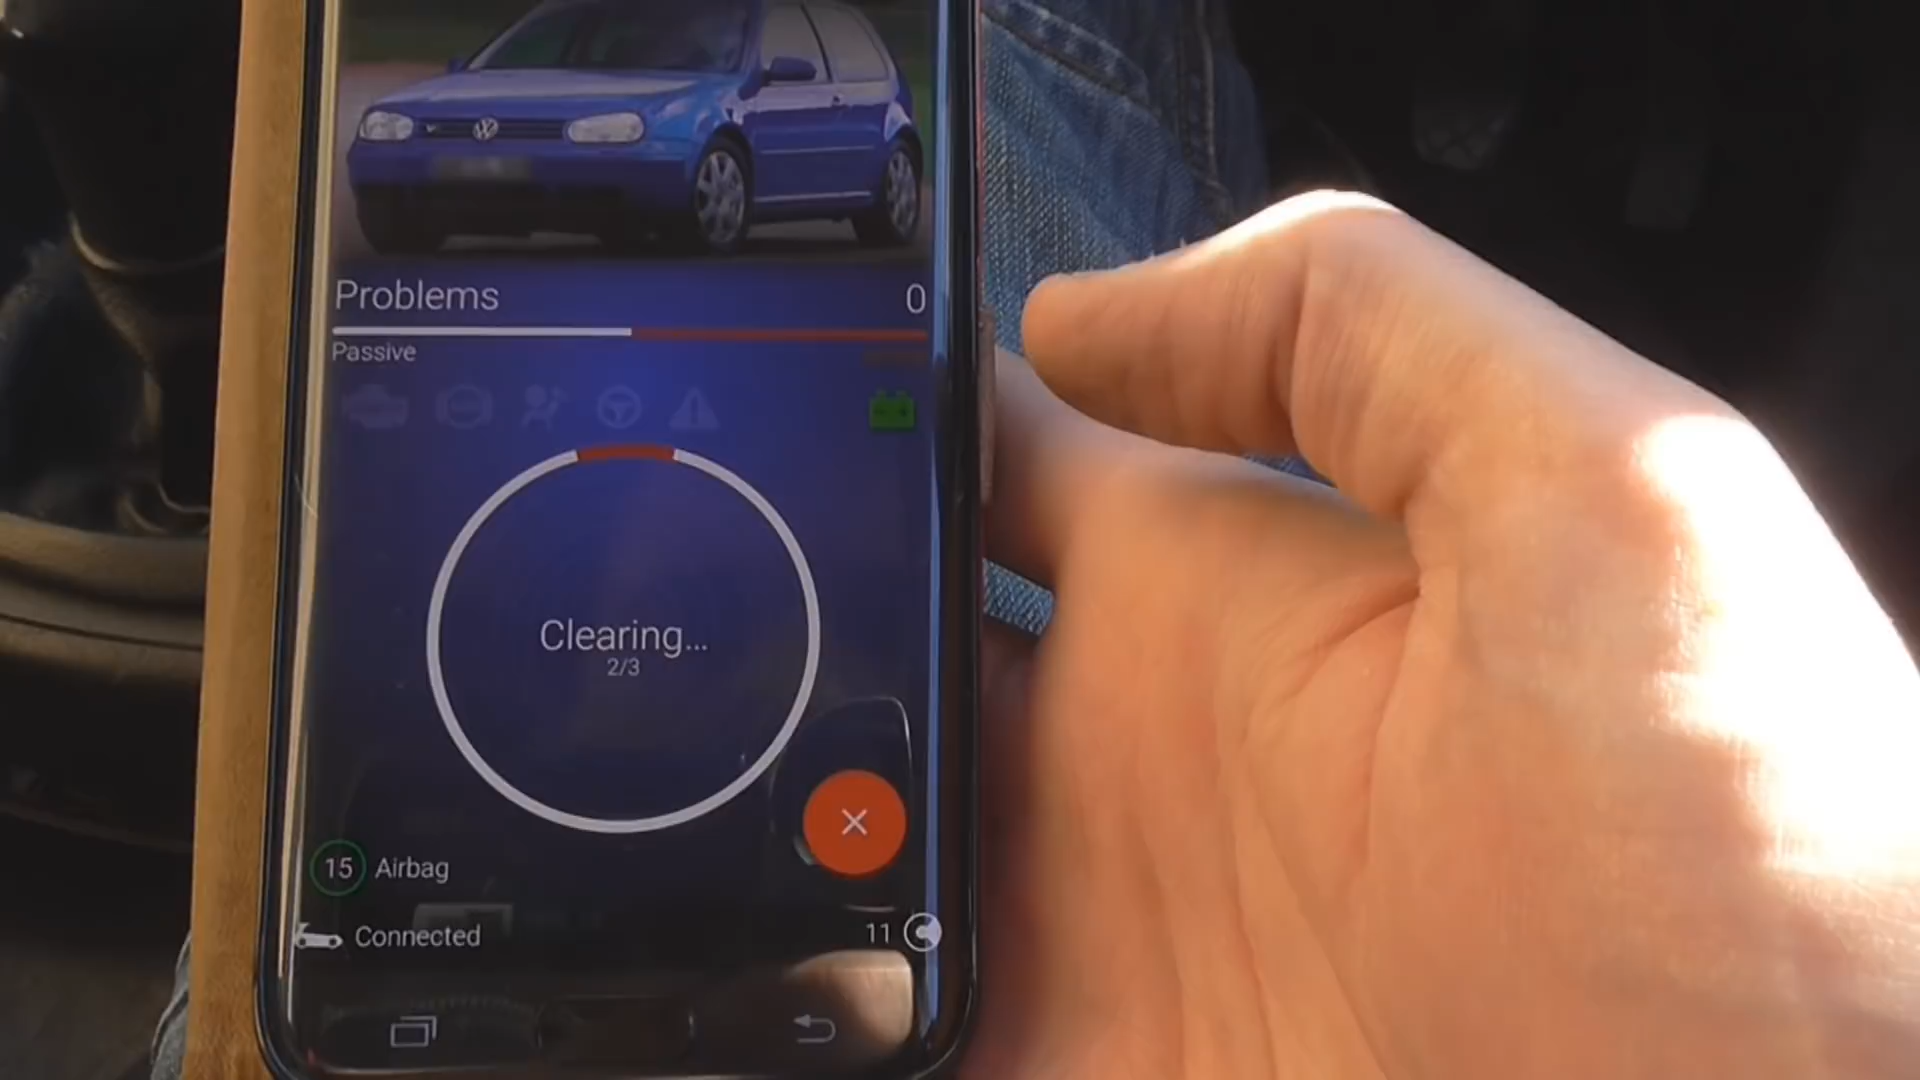 Problems 0
Passive
Clearing...
2/3
15 Airbag
Connected 11